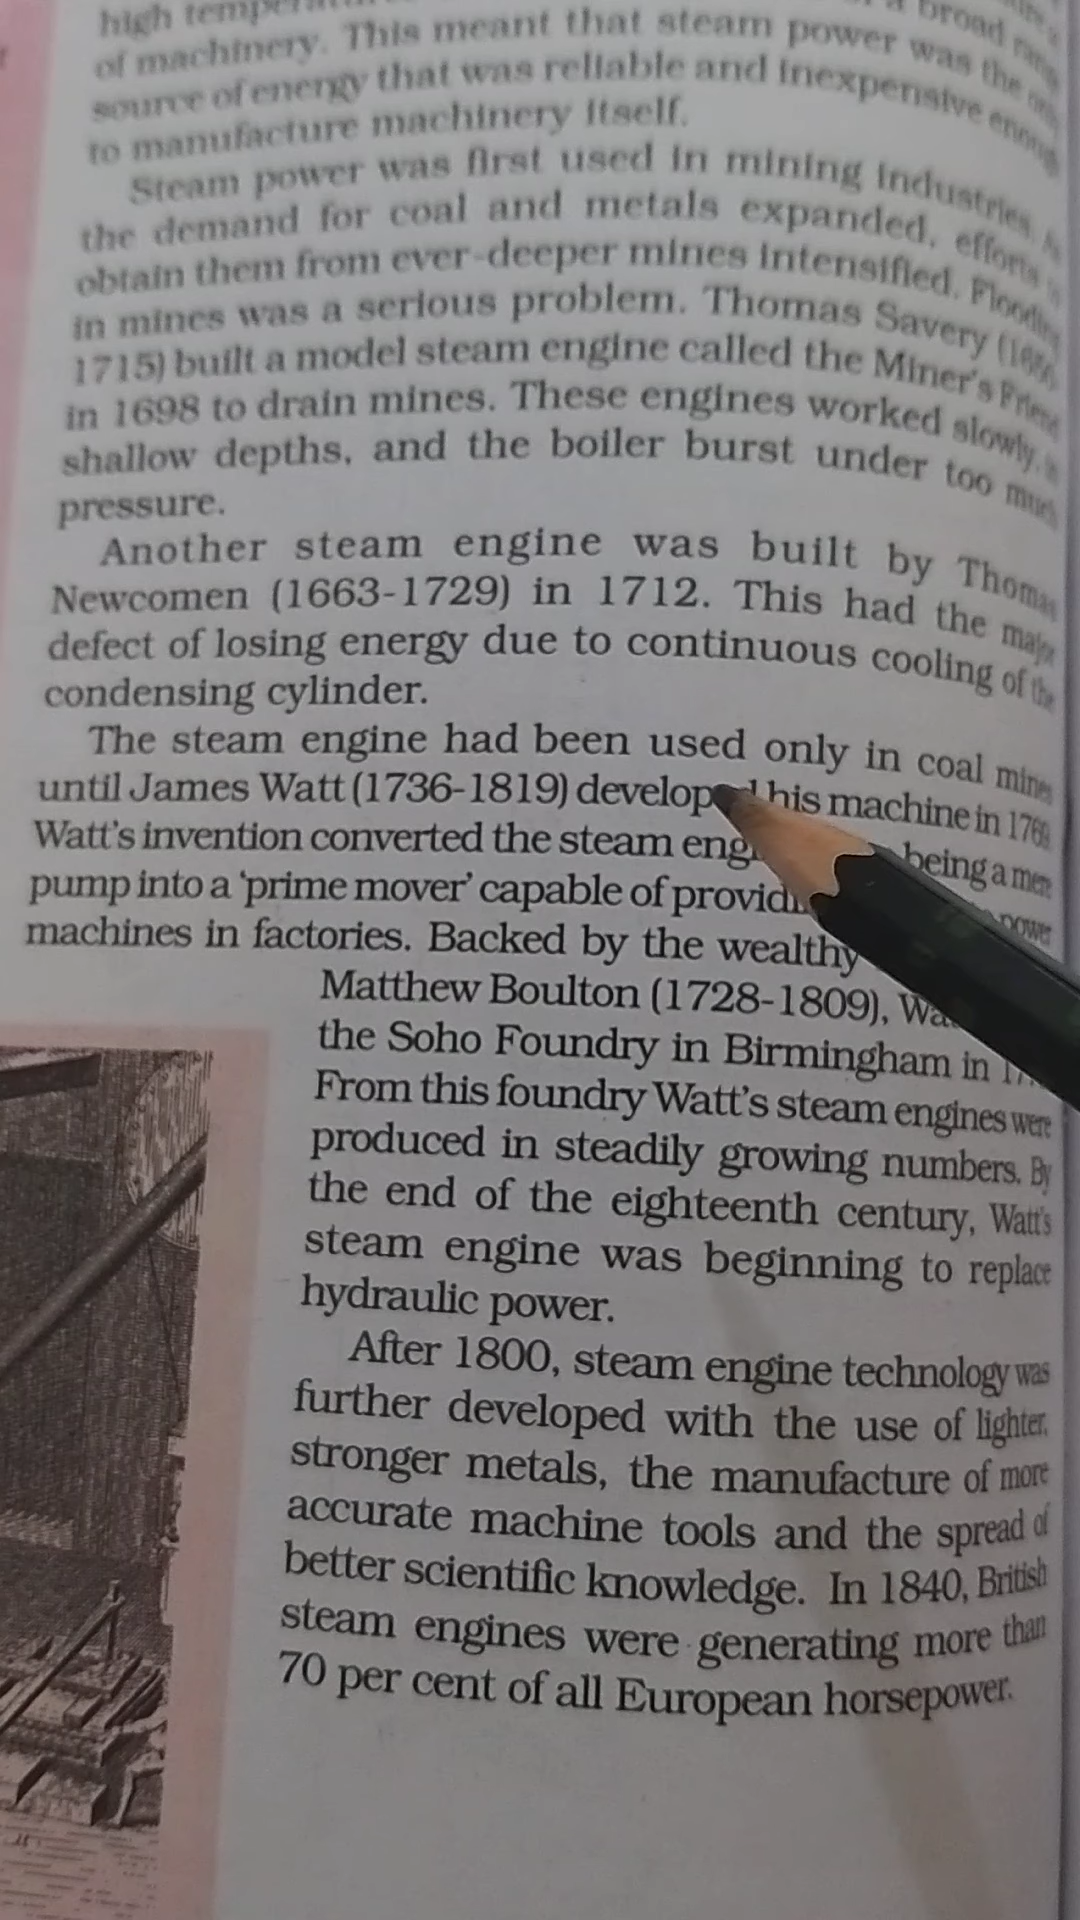 high
of machinery. This meant that steam power was the
source of energy that was reliable and inexpensive enough
to manufacture machinery itself.
Steam power was first used in mining industries. As
the demand for coal and metals expanded, efforts
obtain them from ever-deeper mines intensified. Flooding
in mines was a serious problem. Thomas Savery
1715) built a model steam engine called the Miner's Friend
in 1698 to drain mines. These engines worked slowly,
shallow depths, and the boiler burst under too much
pressure.
Another steam engine was built by Thomas
Newcomen (1663-1729) in 1712. This had the major
defect of losing energy due to continuous cooling of the
condensing cylinder.
The steam engine had been used only in coal mines
until James Watt (1736-1819) develop his machine in 1769.
Watt's invention converted the steam being a mere
pump into a 'prime mover' capable of power
machines in factories. Backed by the wealthy
Matthew Boulton (1728-1809),
the Soho Foundry in Birmingham in
From this foundry Watt's steam engines were
produced in steadily growing numbers. By
the end of the eighteenth century, Watt's
steam engine was beginning to replace
hydraulic power.
After 1800, steam engine technology was
further developed with the use of lighter,
stronger metals, the manufacture of more
accurate machine tools and the spread of
better scientific knowledge. In 1840, British
steam engines were generating more than
70 per cent of all European horsepower.